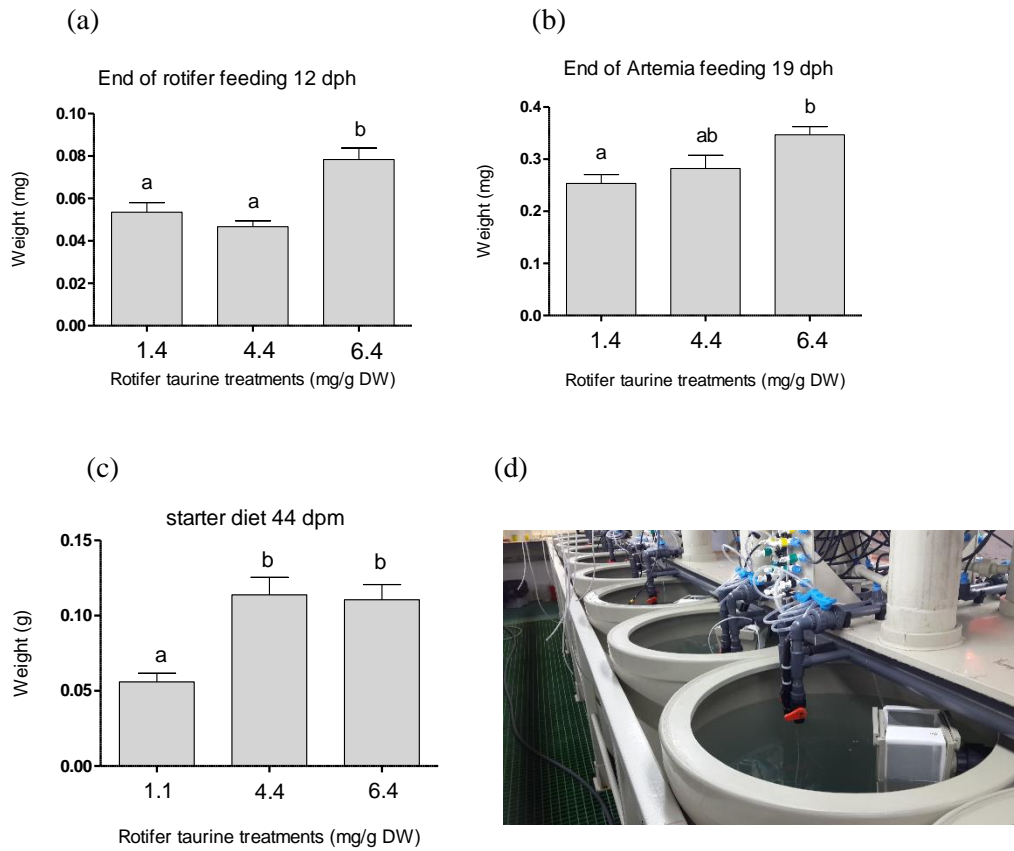 (a)
End of rotifer feeding 12 dph
Weight (mg)
0.10
0.08
0.06
0.04
0.02
0.00
a
a
b
1.4 4.4 6.4
Rotifer taurine treatments (mg/g DW)
(b)
End of Artemia feeding 19 dph
Weight (mg)
0.4
0.3
0.2
0.1
0.0
a
ab
b
1.4 4.4 6.4
Rotifer taurine treatments (mg/g DW)
(c)
starter diet 44 dpm
Weight (g)
0.15
0.10
0.05
0.00
a
b
b
1.1 4.4 6.4
Rotifer taurine treatments (mg/g DW)
(d)